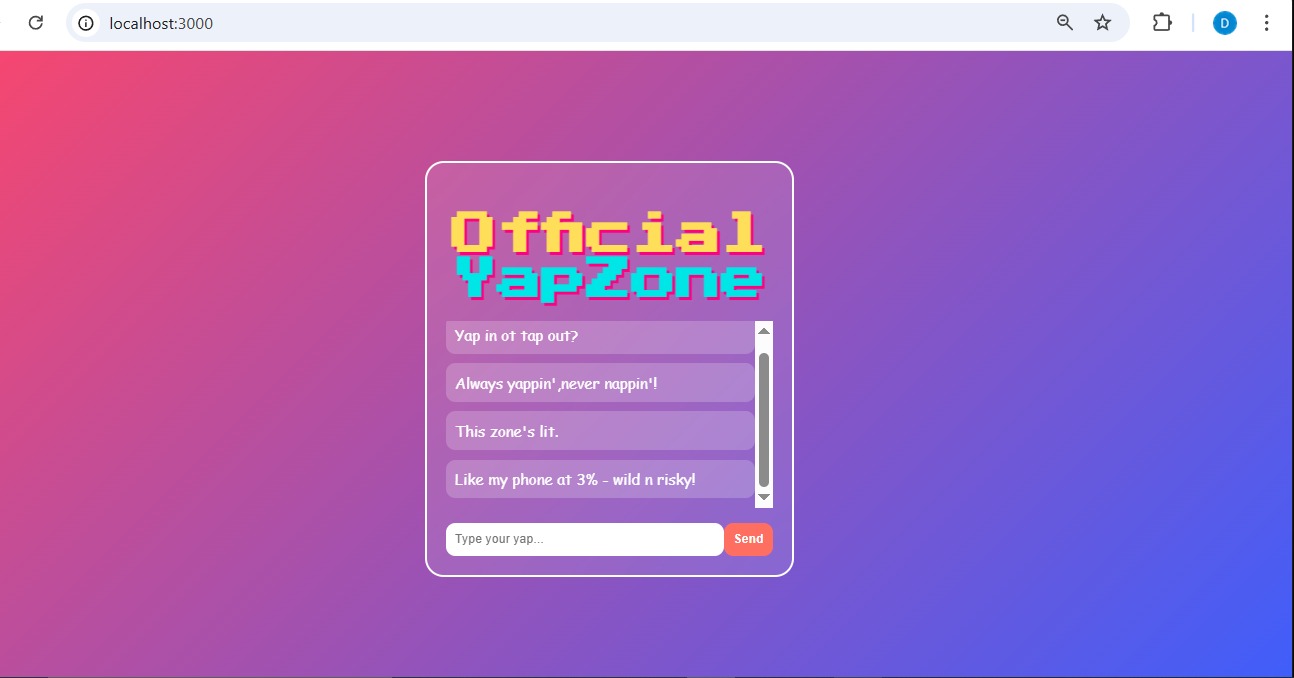 localhost:3000
D
Official
YapZone
Yap in ot tap out?
Always yappin',never nappin'!
This zone's lit.
Like my phone at 3% - wild n risky!
Type your yap...
Send